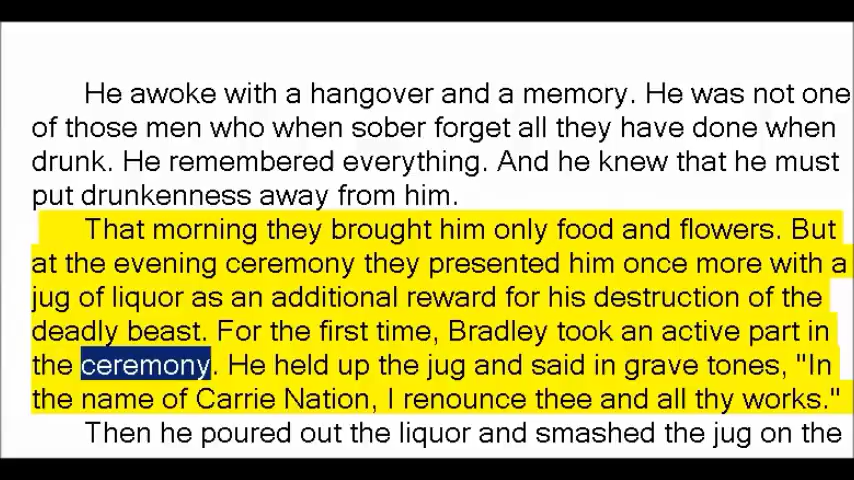 He awoke with a hangover and a memory. He was not one
of those men who when sober forget all they have done when
drunk. He remembered everything. And he knew that he must
put drunkenness away from him.
That morning they brought him only food and flowers. But
at the evening ceremony they presented him once more with a
jug of liquor as an additional reward for his destruction of the
deadly beast. For the first time, Bradley took an active part in
the ceremony. He held up the jug and said in grave tones, "In
the name of Carrie Nation, I renounce thee and all thy works."
Then he poured out the liquor and smashed the jug on the